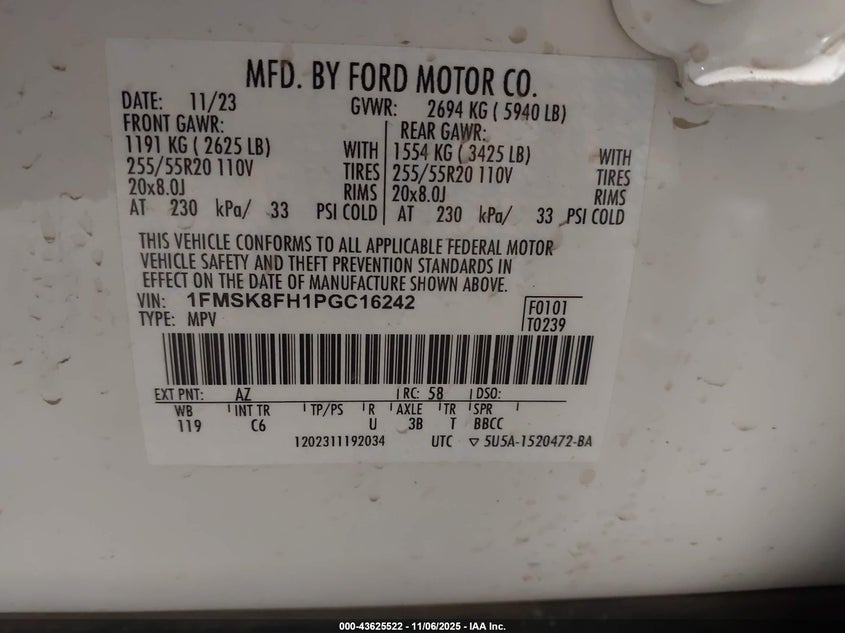 MFD. BY FORD MOTOR CO.
DATE: 11/23 GVWR: 2694 KG ( 5940 LB)
FRONT GAWR: REAR GAWR:
1191 KG ( 2625 LB) WITH 1554 KG ( 3425 LB) WITH
255/55R20 110V TIRES 255/55R20 110V TIRES
20x8.0J RIMS 20x8.0J RIMS
AT 230 kPa/ 33 PSI COLD AT 230 kPa/ 33 PSI COLD
THIS VEHICLE CONFORMS TO ALL APPLICABLE FEDERAL MOTOR
VEHICLE SAFETY AND THEFT PREVENTION STANDARDS IN
EFFECT ON THE DATE OF MANUFACTURE SHOWN ABOVE.
VIN: 1FMSK8FH1PGC16242 F0101
TYPE: MPV T0239
EXT PNT: AZ RC: 58 DSO:
WB INT TR TP/PS R AXLE TR SPR
119 C6 U 3B T BBCC
1202311192034 UTC ▽ 5U5A-1520472-BA
000-43625522 - 11/06/2025 - IAA Inc.